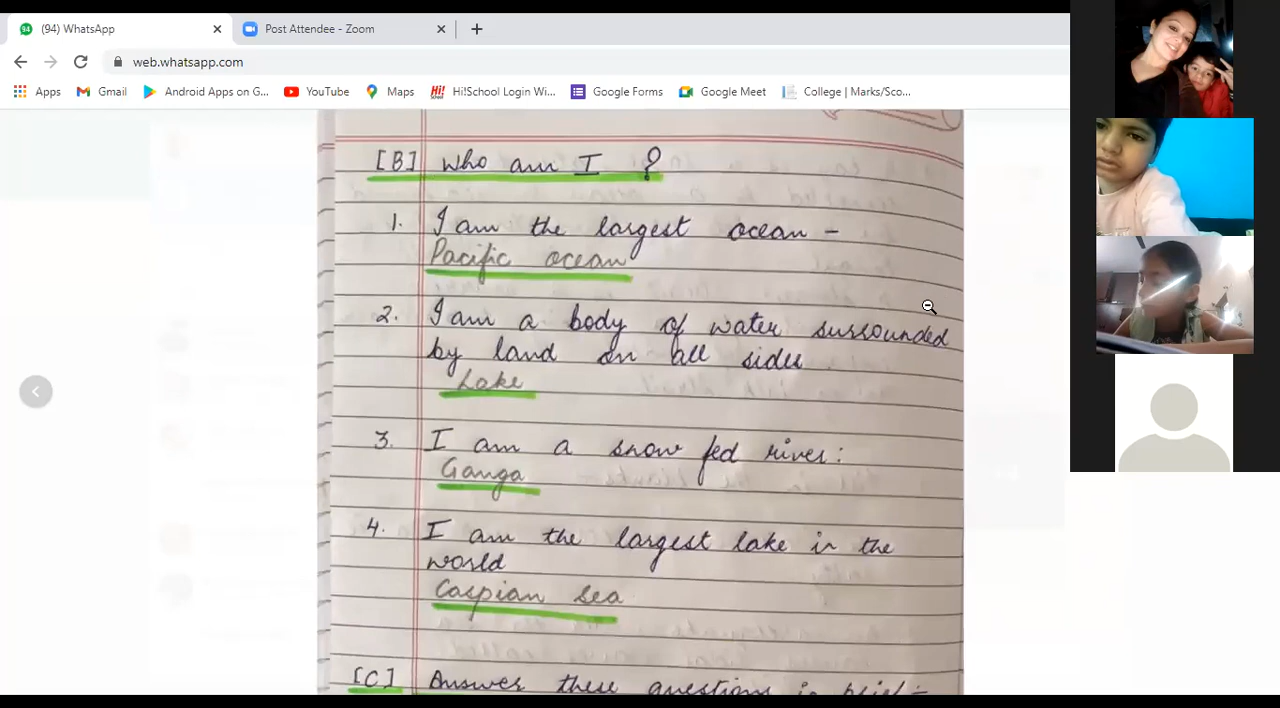 (94) WhatsApp
Post Attendee - Zoom
web.whatsapp.com
Apps
Gmail
Android Apps on G...
YouTube
Maps
Hi!School Login Wi...
Google Forms
Google Meet
College | Marks/Sco...
[B] Who am I ?
1. I am the largest ocean -
Pacific ocean
2. I am a body of water surrounded
by land on all sides
Lake
3. I am a snow fed river :
Ganga
4. I am the largest lake in the
world
Caspian sea
[C] Answer these questions in brief :-